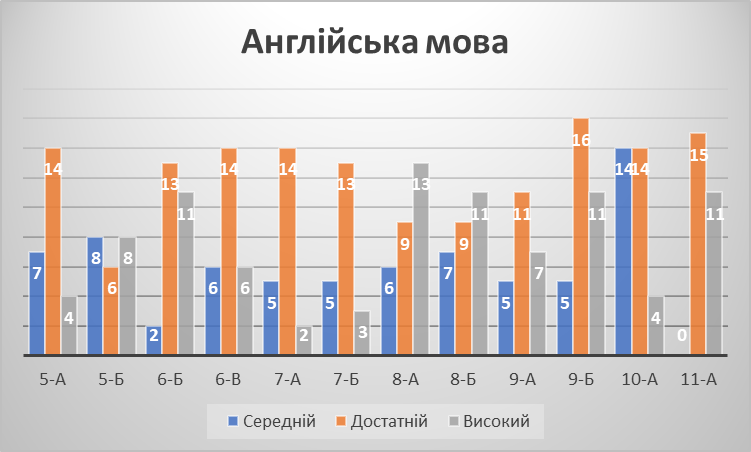 Англійська мова
7 14 4 8 6 8 2 13 11 6 14 6 5 14 2 5 13 3 6 9 13 7 9 11 5 11 7 5 16 11 14 14 4 0 15 11
5-А 5-Б 6-Б 6-В 7-А 7-Б 8-А 8-Б 9-А 9-Б 10-А 11-А
Середній Достатній Високий